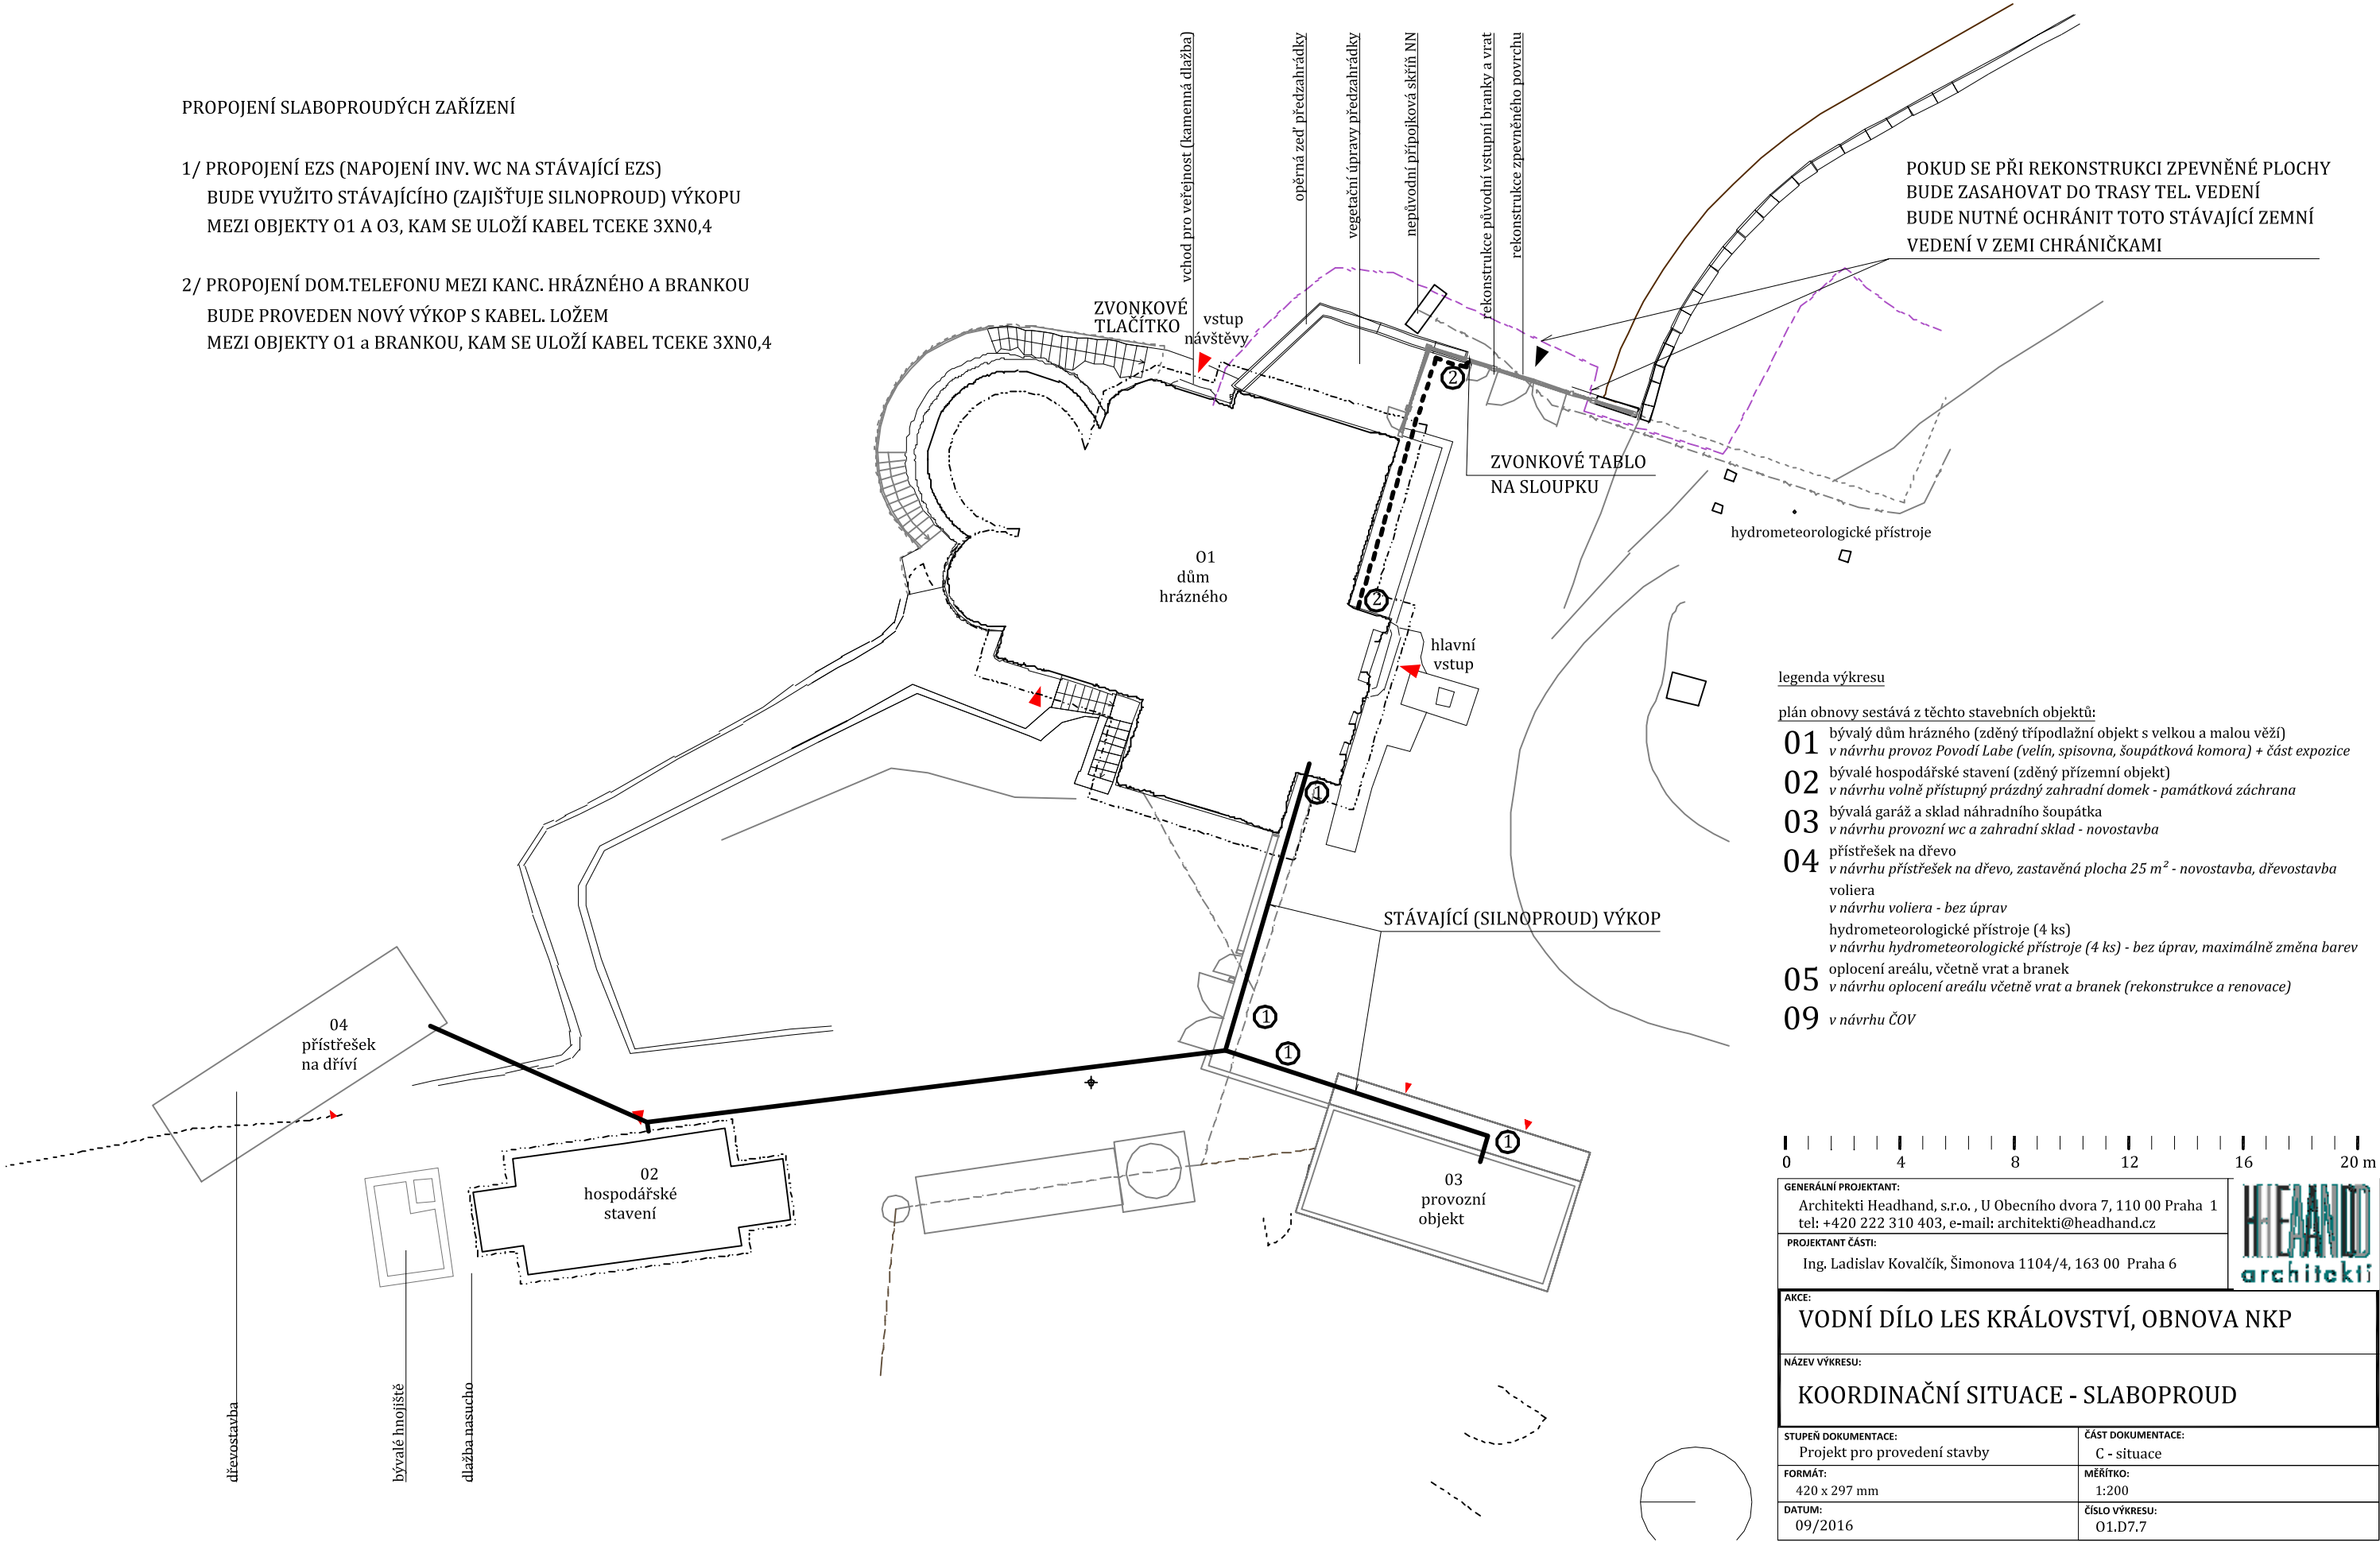 PROPOJENÍ SLABOPROUDÝCH ZAŘÍZENÍ
1/ PROPOJENÍ EZS (NAPOJENÍ INV. WC NA STÁVAJÍCÍ EZS)
BUDE VYUŽITO STÁVAJÍCÍHO (ZAJIŠŤUJE SILNOPROUD) VÝKOPU
MEZI OBJEKTY O1 A O3, KAM SE ULOŽÍ KABEL TCEKE 3XN0,4
2/ PROPOJENÍ DOM.TELEFONU MEZI KANC. HRÁZNÉHO A BRANKOU
BUDE PROVEDEN NOVÝ VÝKOP S KABEL. LOŽEM
MEZI OBJEKTY O1 a BRANKOU, KAM SE ULOŽÍ KABEL TCEKE 3XN0,4
vchod pro veřejnost (kamenná dlažba)
opěrná zeď předzahrádky
vegetační úpravy předzahrádky
nepůvodní přípojková skříň NN
rekonstrukce původní vstupní branky a vrat
rekonstrukce zpevněného povrchu
POKUD SE PŘI REKONSTRUKCI ZPEVNĚNÉ PLOCHY
BUDE ZASAHOVAT DO TRASY TEL. VEDENÍ
BUDE NUTNÉ OCHRÁNIT TOTO STÁVAJÍCÍ ZEMNÍ
VEDENÍ V ZEMI CHRÁNIČKAMI
ZVONKOVÉ
TLAČÍTKO
vstup
návštěvy
2
ZVONKOVÉ TABLO
NA SLOUPKU
hydrometeorologické přístroje
O1
dům
hrázného
2
hlavní
vstup
1
STÁVAJÍCÍ (SILNOPROUD) VÝKOP
1
1
1
04
přístřešek
na dříví
02
hospodářské
stavení
03
provozní
objekt
dřevostavba
bývalé hnojiště
dlažba nasucho
legenda výkresu
plán obnovy sestává z těchto stavebních objektů:
01 bývalý dům hrázného (zděný třípodlažní objekt s velkou a malou věží)
v návrhu provoz Povodí Labe (velín, spisovna, šoupátková komora) + část expozice
02 bývalé hospodářské stavení (zděný přízemní objekt)
v návrhu volně přístupný prázdný zahradní domek - památková záchrana
03 bývalá garáž a sklad náhradního šoupátka
v návrhu provozní wc a zahradní sklad - novostavba
04 přístřešek na dřevo
v návrhu přístřešek na dřevo, zastavěná plocha 25 m² - novostavba, dřevostavba
voliera
v návrhu voliera - bez úprav
hydrometeorologické přístroje (4 ks)
v návrhu hydrometeorologické přístroje (4 ks) - bez úprav, maximálně změna barev
05 oplocení areálu, včetně vrat a branek
v návrhu oplocení areálu včetně vrat a branek (rekonstrukce a renovace)
09 v návrhu ČOV
0 4 8 12 16 20 m
GENERÁLNÍ PROJEKTANT:
Architekti Headhand, s.r.o. , U Obecního dvora 7, 110 00 Praha 1
tel: +420 222 310 403, e-mail: architekti@headhand.cz
PROJEKTANT ČÁSTI:
Ing. Ladislav Kovalčík, Šimonova 1104/4, 163 00 Praha 6
architekti
AKCE:
VODNÍ DÍLO LES KRÁLOVSTVÍ, OBNOVA NKP
NÁZEV VÝKRESU:
KOORDINAČNÍ SITUACE - SLABOPROUD
STUPEŇ DOKUMENTACE:
Projekt pro provedení stavby
ČÁST DOKUMENTACE:
C - situace
FORMÁT:
420 x 297 mm
MĚŘÍTKO:
1:200
DATUM:
09/2016
ČÍSLO VÝKRESU:
O1.D7.7